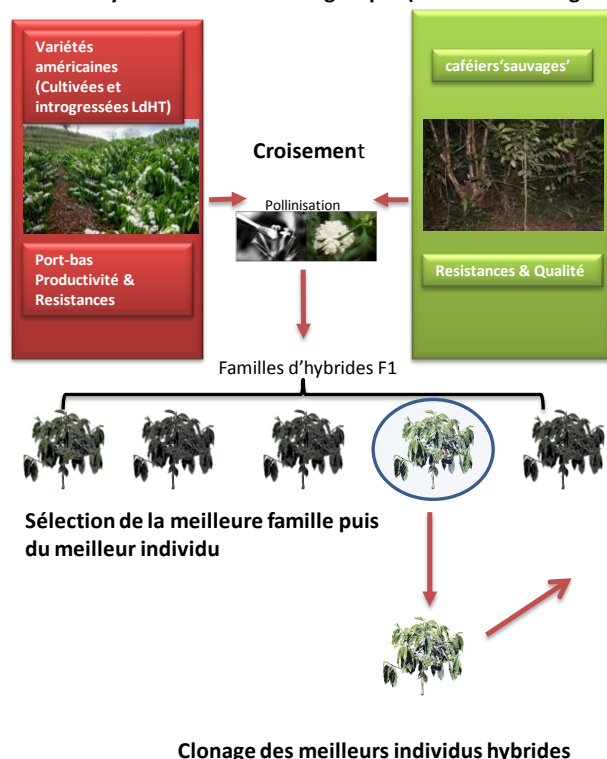 Variétés
américaines
(Cultivées et
introgressées LdHT)
caféiers‘sauvages’
Croisement
Pollinisation
Port-bas
Productivité &
Resistances
Resistances & Qualité
Familles d’hybrides F1
Sélection de la meilleure famille puis
du meilleur individu
Clonage des meilleurs individus hybrides